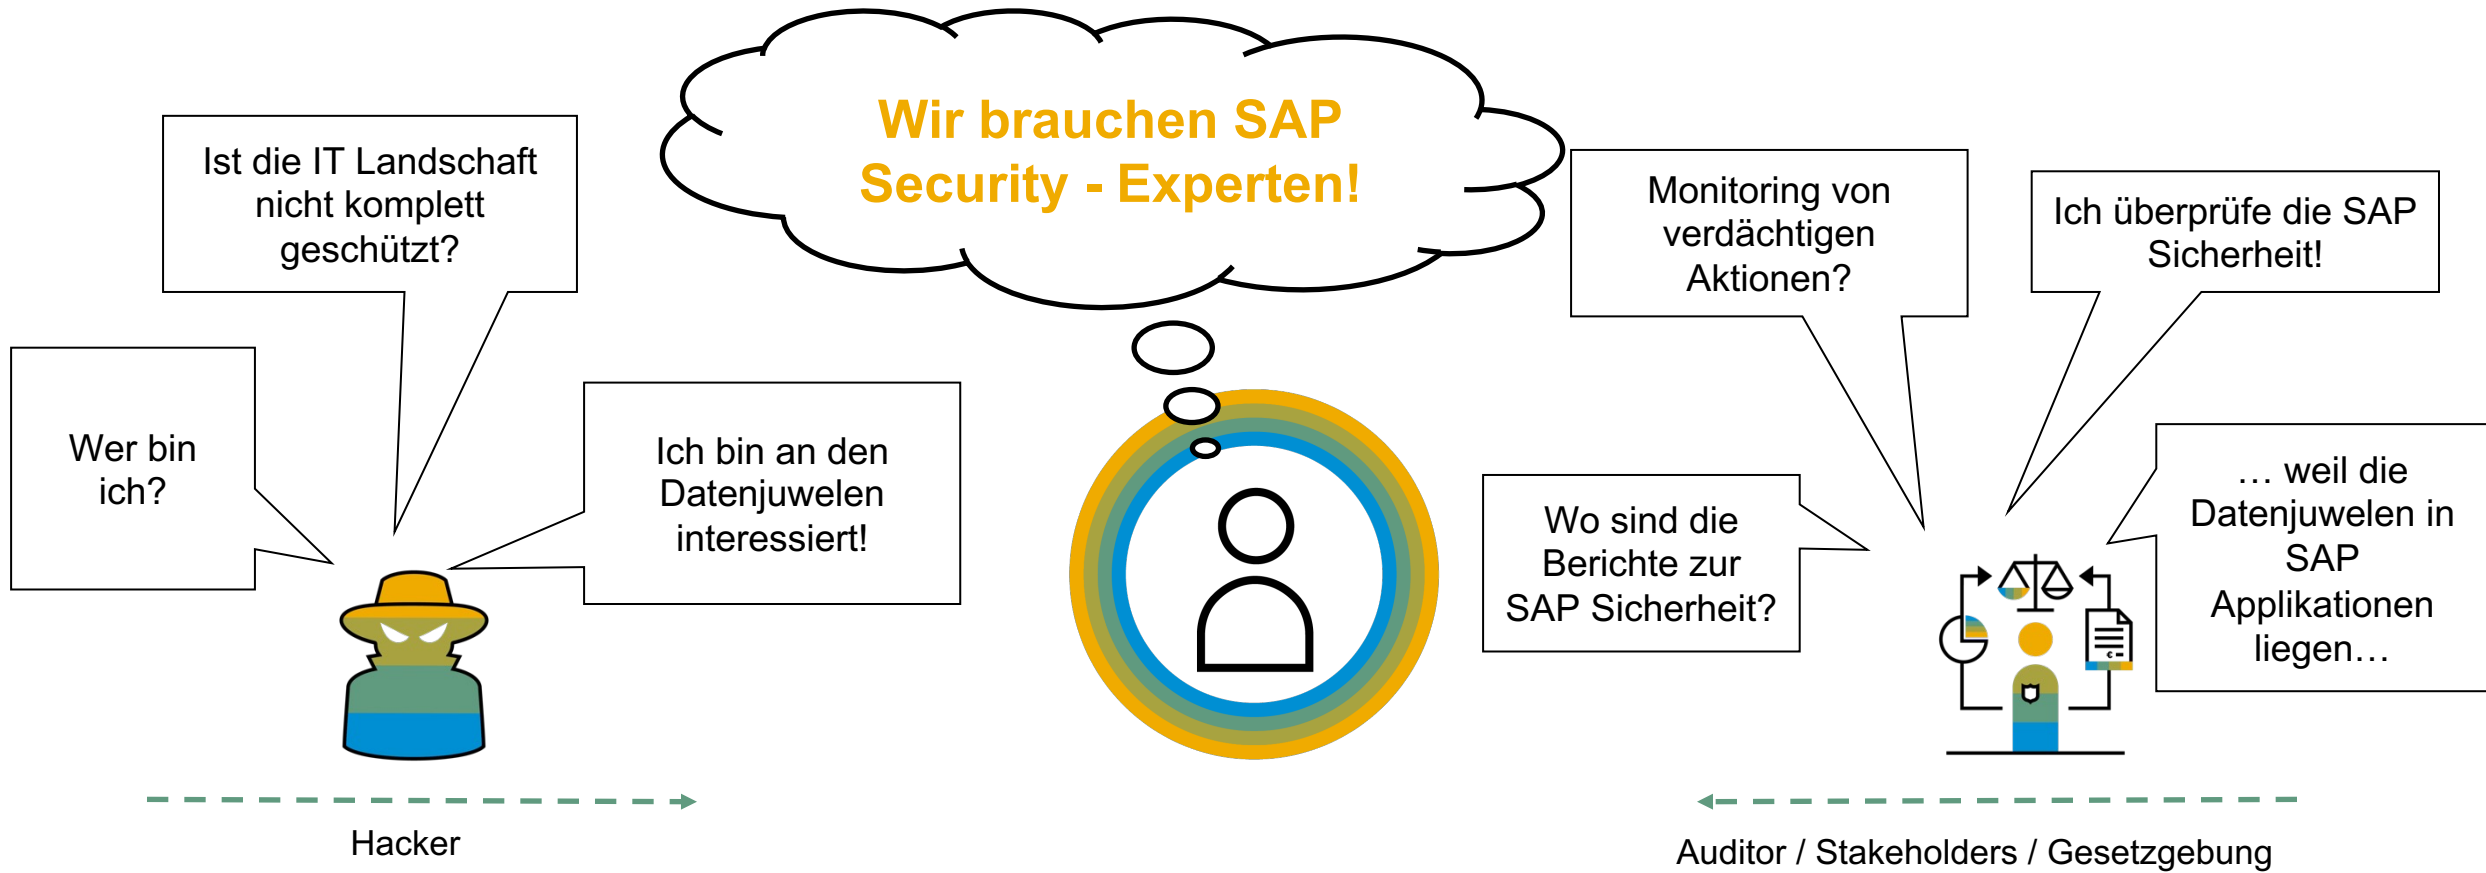 Wir brauchen SAP
Security - Experten!
Ist die IT Landschaft
nicht komplett
geschützt?
Wer bin
ich?
Ich bin an den
Datenjuwelen
interessiert!
Hacker
Monitoring von
verdächtigen
Aktionen?
Ich überprüfe die SAP
Sicherheit!
Wo sind die
Berichte zur
SAP Sicherheit?
… weil die
Datenjuwelen in
SAP
Applikationen
liegen…
€
Auditor / Stakeholders / Gesetzgebung